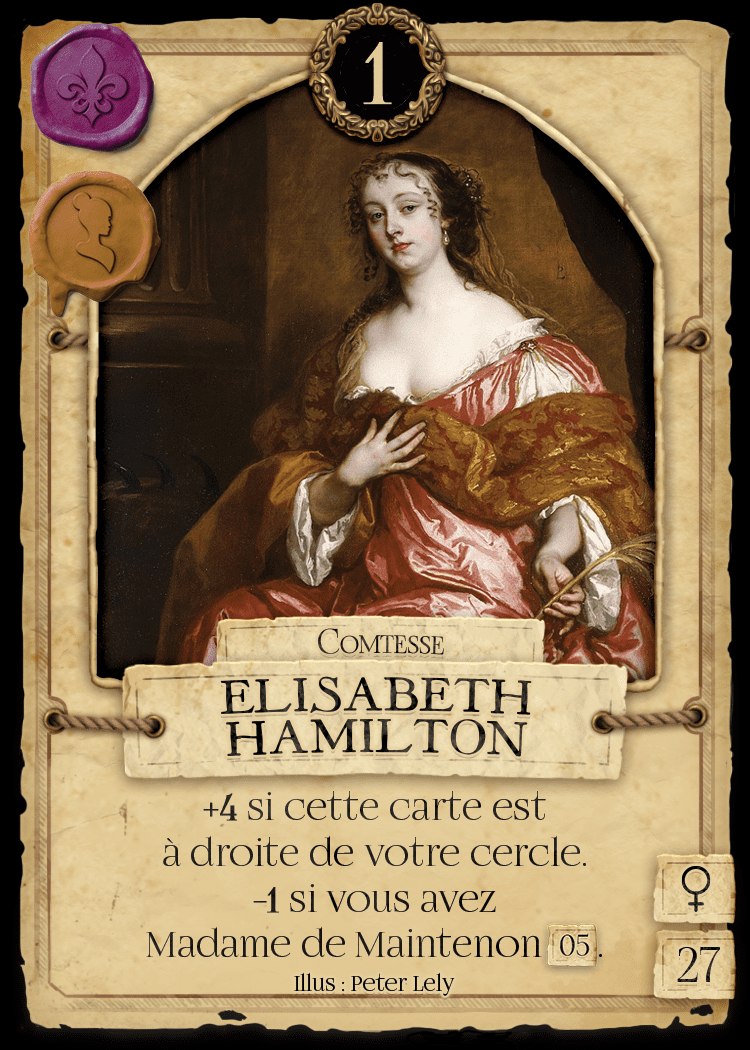 1
COMTESSE
ELISABETH
HAMILTON
+4 si cette carte est
à droite de votre cercle.
-1 si vous avez
Madame de Maintenon 05.
Illus : Peter Lely
♀
27